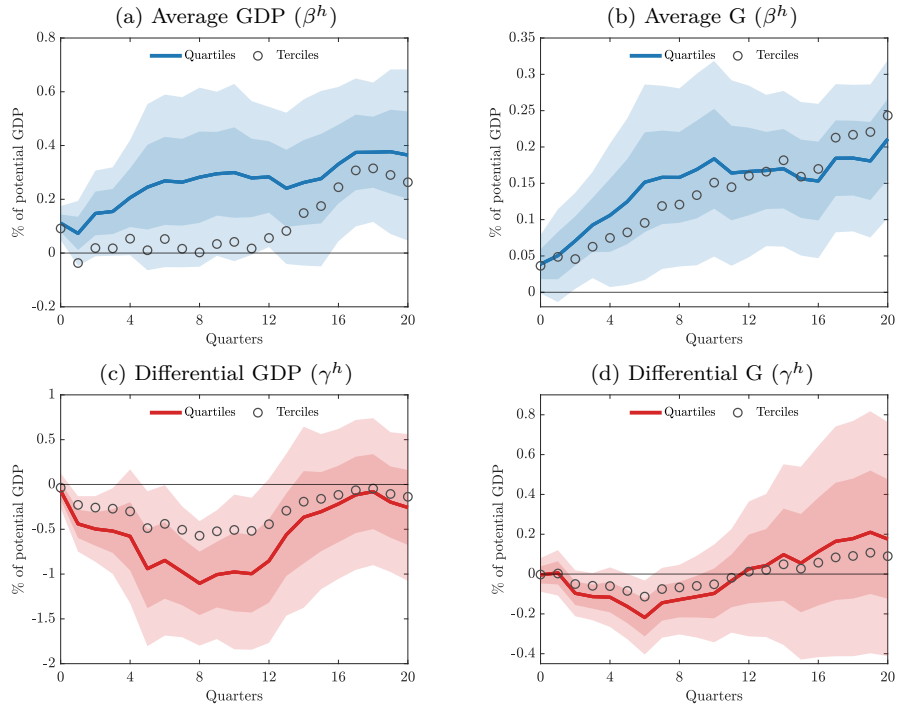 (a) Average GDP (β^h)
% of potential GDP
Quartiles
Terciles
0.8
0.6
0.4
0.2
0
-0.2
0 4 8 12 16 20
Quarters
(b) Average G (β^h)
% of potential GDP
Quartiles
Terciles
0.35
0.3
0.25
0.2
0.15
0.1
0.05
0
0 4 8 12 16 20
Quarters
(c) Differential GDP (γ^h)
% of potential GDP
Quartiles
Terciles
1
0.5
0
-0.5
-1
-1.5
-2
0 4 8 12 16 20
Quarters
(d) Differential G (γ^h)
% of potential GDP
Quartiles
Terciles
0.8
0.6
0.4
0.2
0
-0.2
-0.4
0 4 8 12 16 20
Quarters